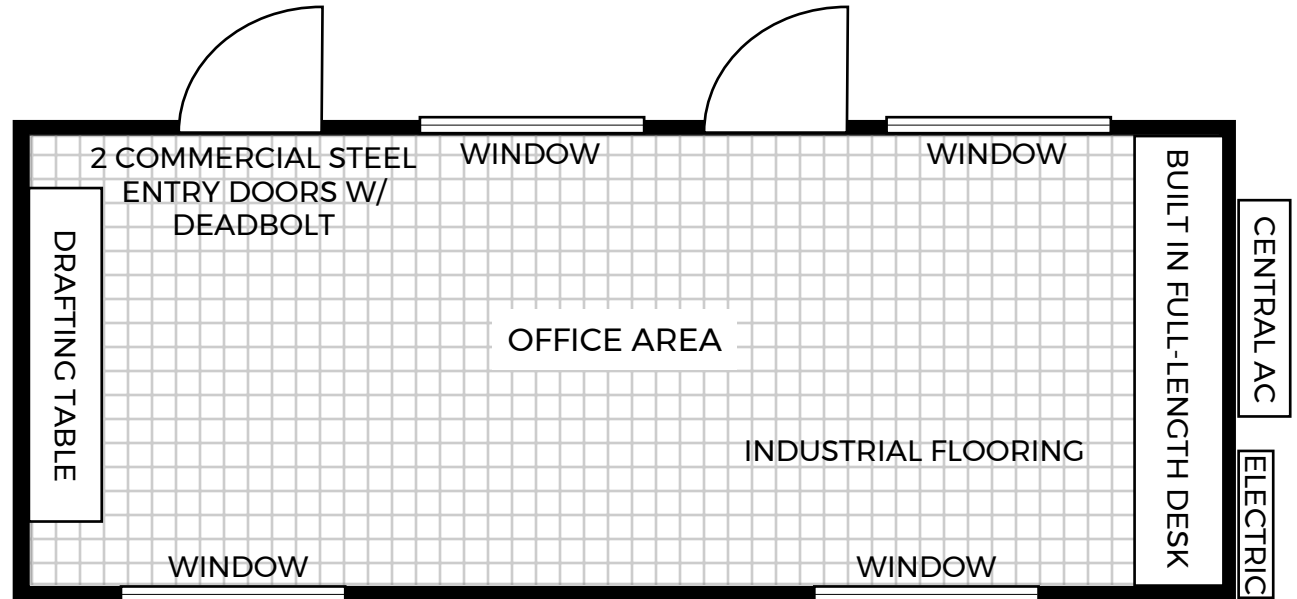 2 COMMERCIAL STEEL
ENTRY DOORS W/
DEADBOLT
WINDOW
WINDOW
DRAFTING TABLE
OFFICE AREA
INDUSTRIAL FLOORING
BUILT IN FULL-LENGTH DESK
CENTRAL AC
ELECTRIC
WINDOW
WINDOW